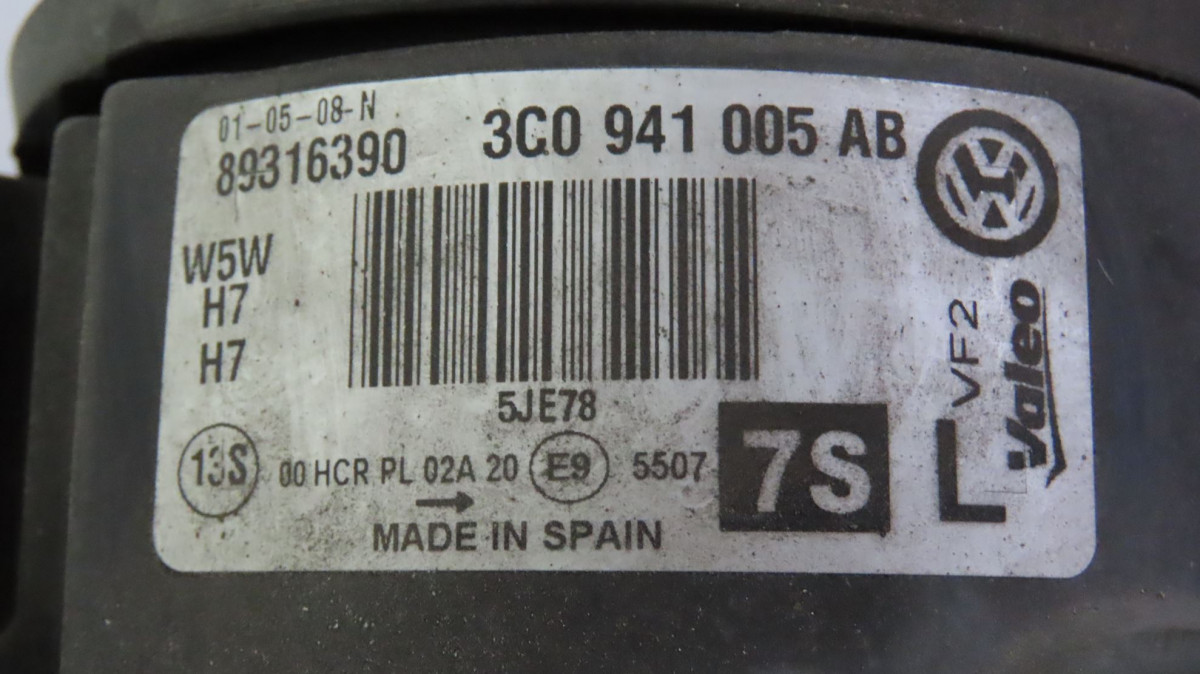 01-05-08-N
89316390
3C0 941 005 AB
W5W
H7
H7
5JE78
13S
00 HCR PL 02A 20 E9 5507
→
7S
MADE IN SPAIN
L
VF2
Valeo